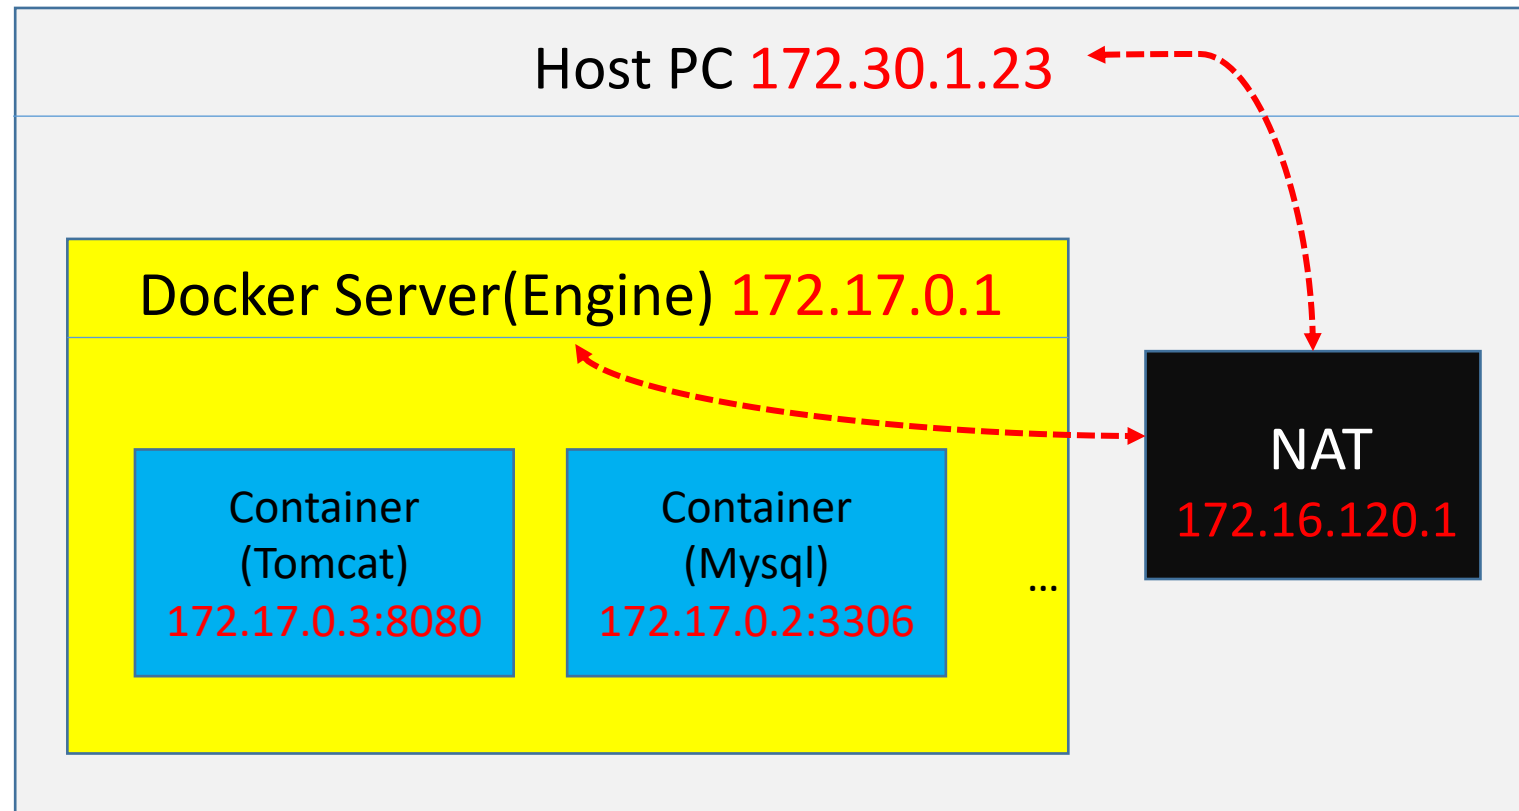 Host PC 172.30.1.23
Docker Server(Engine) 172.17.0.1
Container
(Tomcat)
172.17.0.3:8080
Container
(Mysql)
172.17.0.2:3306
...
NAT
172.16.120.1